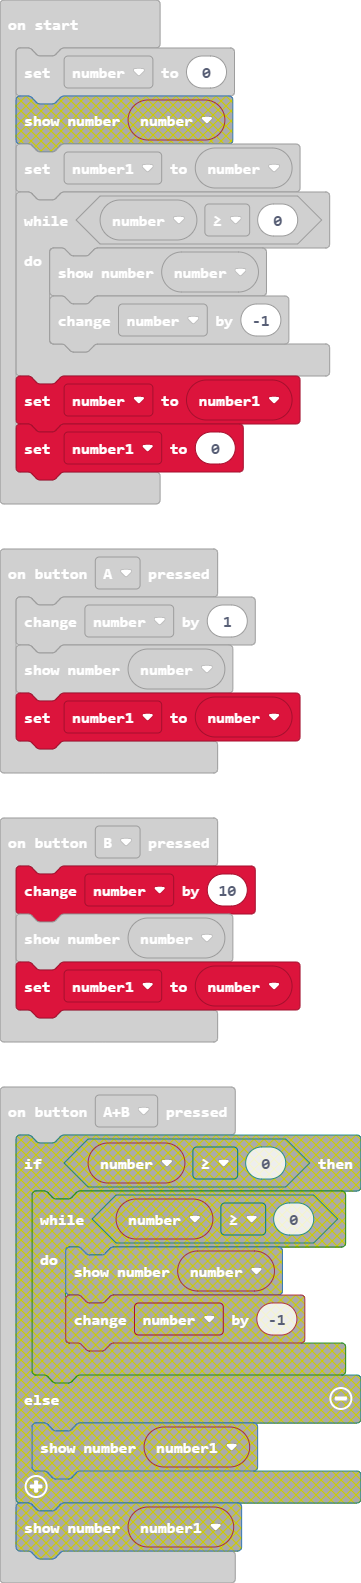 on start
set number to 0
show number number
set number1 to number
while number ≥ 0
do
show number number
change number by -1
set number to number1
set number1 to 0
on button A pressed
change number by 1
show number number
set number1 to number
on button B pressed
change number by 10
show number number
set number1 to number
on button A+B pressed
if number ≥ 0 then
while number ≥ 0
do
show number number
change number by -1
else
show number number1
show number number1